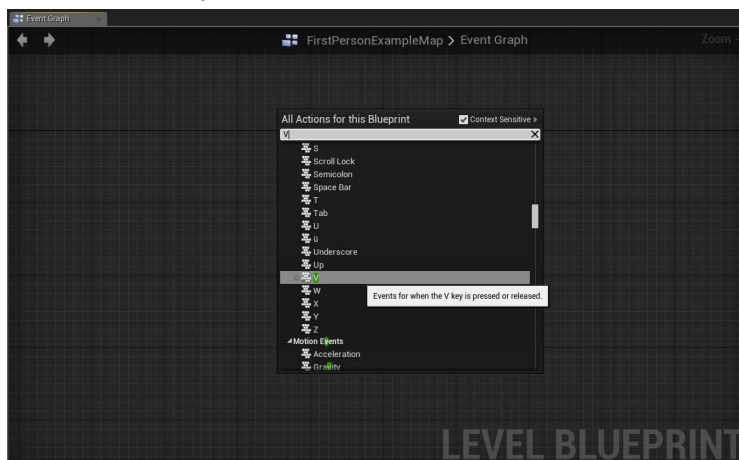 Event Graph
FirstPersonExampleMap > Event Graph
Zoom -
All Actions for this Blueprint
Context Sensitive
V
S
Scroll Lock
Semicolon
Space Bar
T
Tab
U
ü
Underscore
Up
V
W
Events for when the V key is pressed or released.
X
Y
Z
Motion Events
Acceleration
Gravity
LEVEL BLUEPRINT